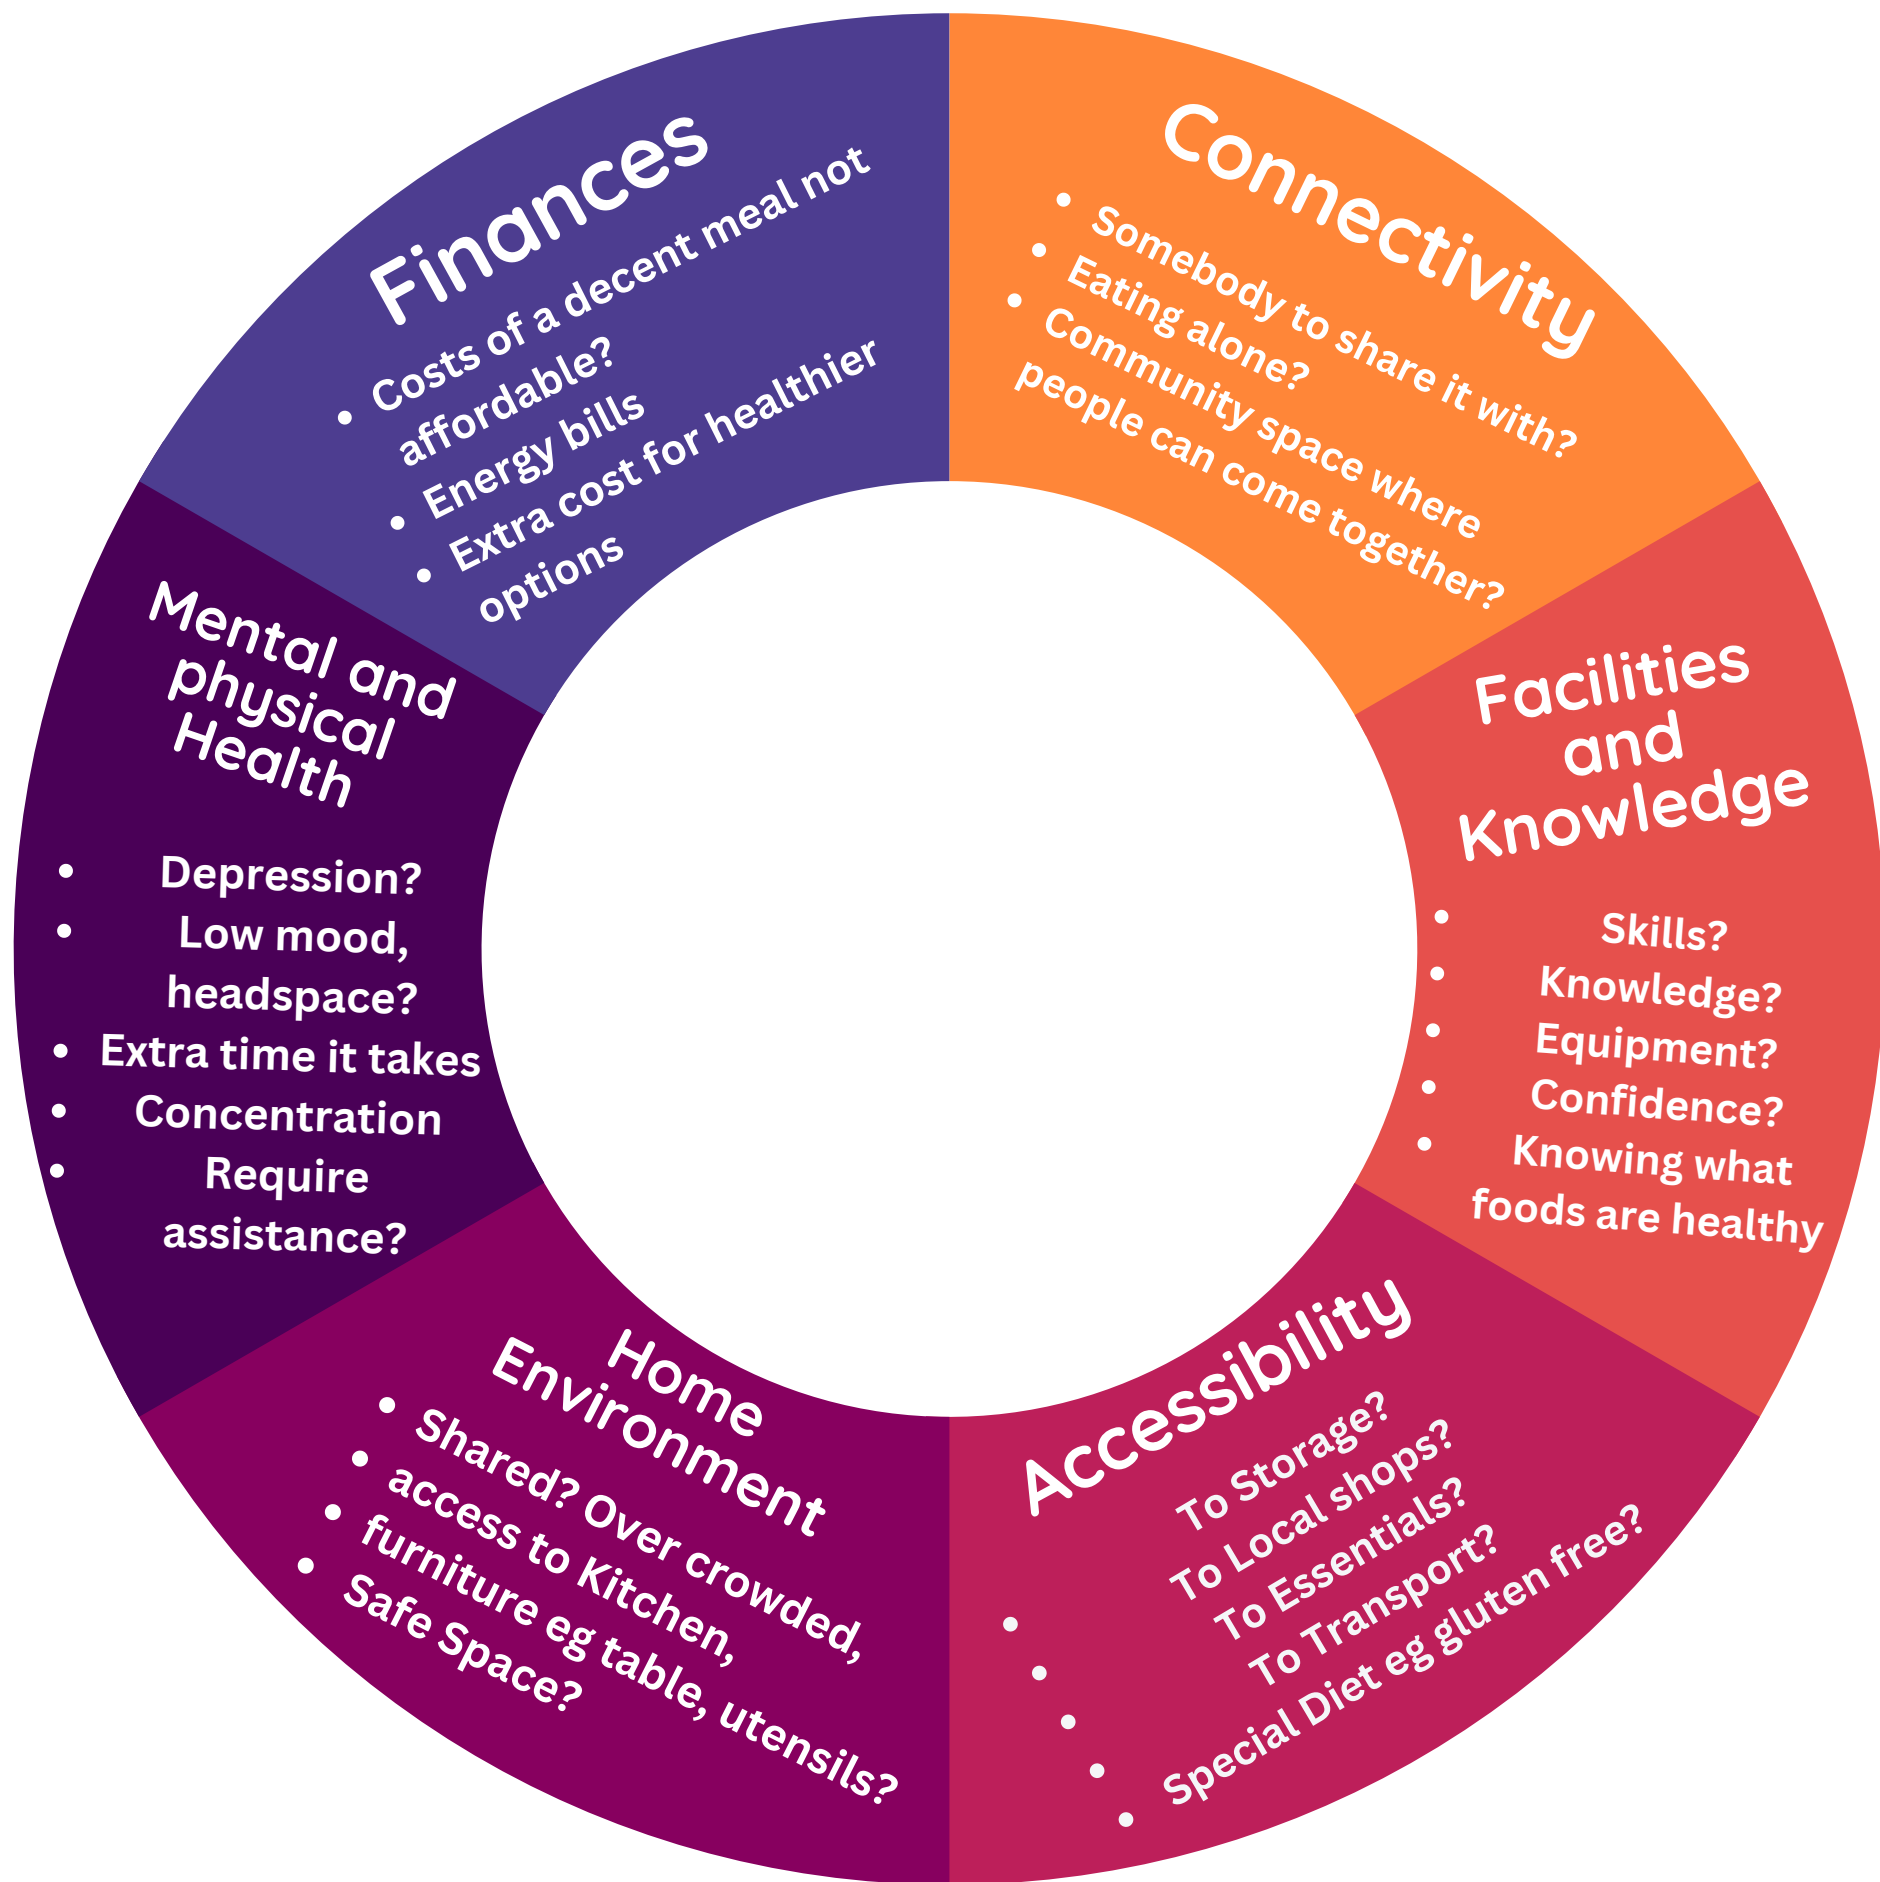 Finances
• Costs of a decent meal not
affordable?
• Energy bills
• Extra cost for healthier
options
Connectivity
• Somebody to share it with?
• Eating alone?
• Community space where
people can come together?
Facilities
and
Knowledge
• Skills?
• Knowledge?
• Equipment?
• Confidence?
• Knowing what
foods are healthy
Accessibility
• To Storage?
• To Local shops?
• To Essentials?
• To Transport?
• Special Diet eg gluten free?
Home
Environment
• Shared? Over crowded,
• access to Kitchen,
• furniture eg table, utensils?
• Safe Space?
Mental and
physical
Health
• Depression?
• Low mood,
headspace?
• Extra time it takes
• Concentration
• Require
assistance?